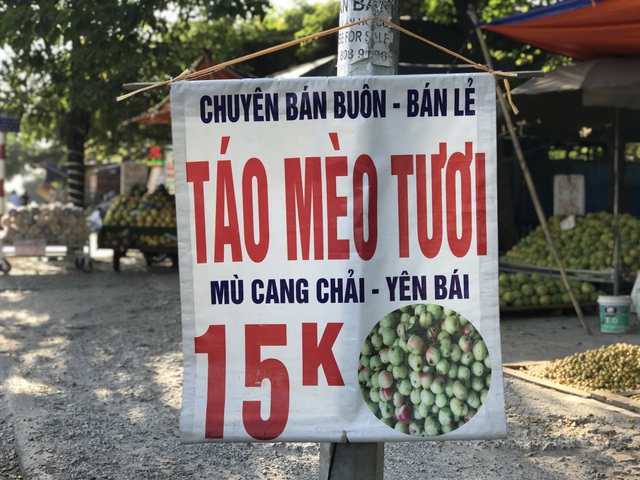 CHUYÊN BÁN BUÔN - BÁN LẺ
TÁO MÈO TƯƠI
MÙ CANG CHẢI - YÊN BÁI
15K